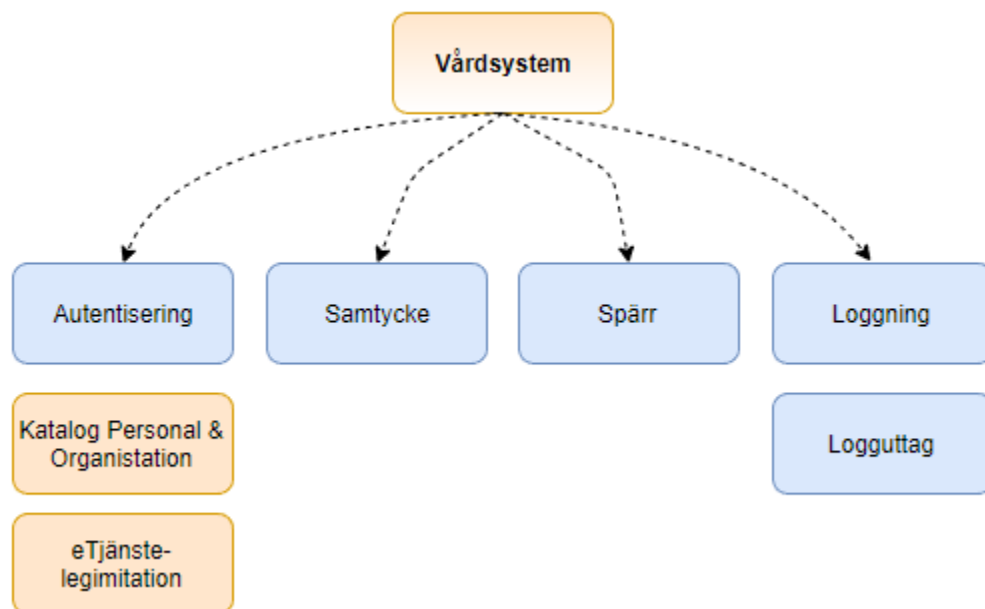 Vårdsystem
Autentisering
Samtycke
Spärr
Loggning
Katalog Personal &
Organistation
Logguttag
eTjänste-
legimitation